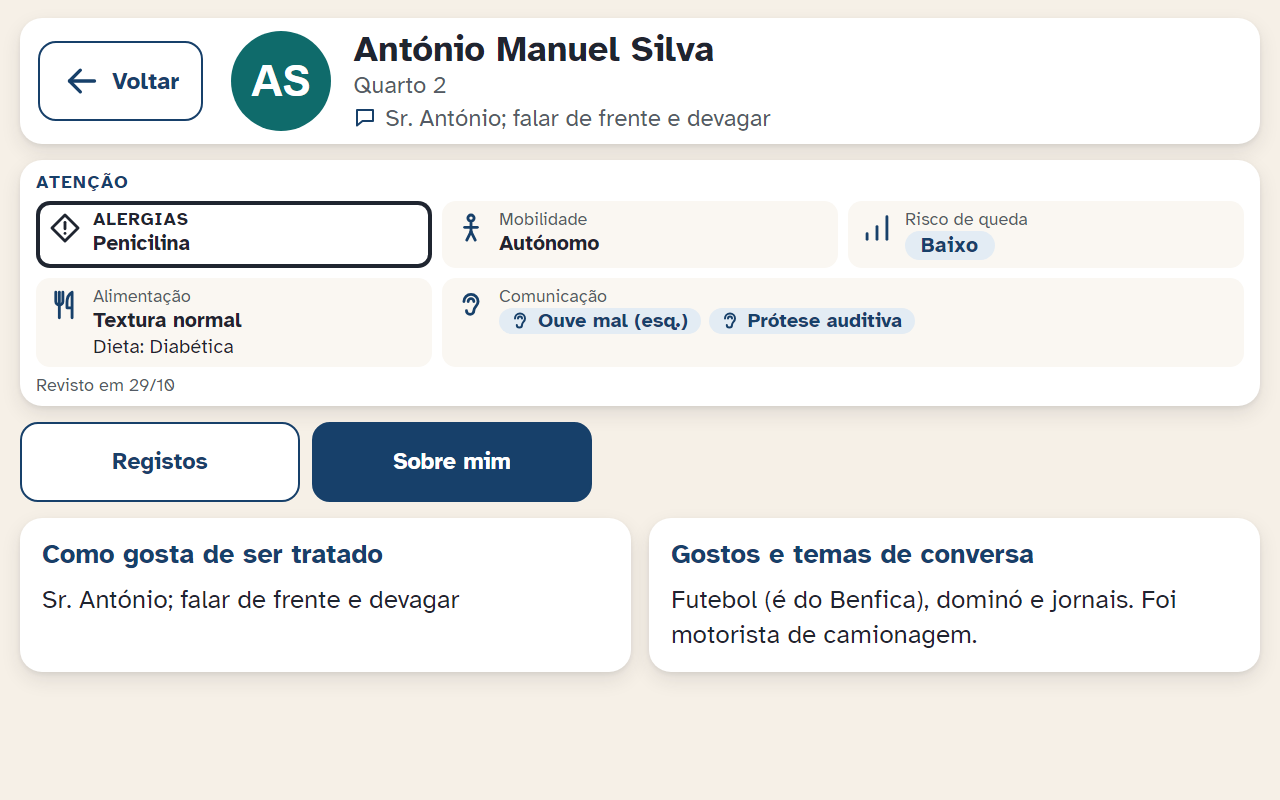 Voltar
AS
António Manuel Silva
Quarto 2
Sr. António; falar de frente e devagar
ATENÇÃO
ALERGIAS
Penicilina
Mobilidade
Autónomo
Risco de queda
Baixo
Alimentação
Textura normal
Dieta: Diabética
Comunicação
Ouve mal (esq.)
Prótese auditiva
Revisto em 29/10
Registos
Sobre mim
Como gosta de ser tratado
Sr. António; falar de frente e devagar
Gostos e temas de conversa
Futebol (é do Benfica), dominó e jornais. Foi
motorista de camionagem.